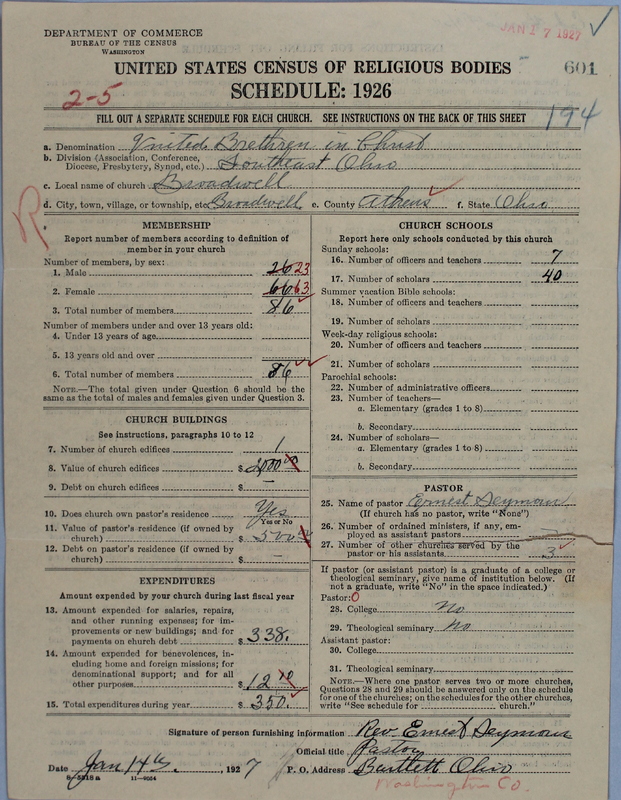 DEPARTMENT OF COMMERCE
BUREAU OF THE CENSUS
WASHINGTON
JAN 17 1927
UNITED STATES CENSUS OF RELIGIOUS BODIES
601
SCHEDULE: 1926
2-5
FILL OUT A SEPARATE SCHEDULE FOR EACH CHURCH. SEE INSTRUCTIONS ON THE BACK OF THIS SHEET
194
a. Denomination United Brethren in Christ
b. Division (Association, Conference, Diocese, Presbytery, Synod, etc.) Southeast Ohio
c. Local name of church Broadwell
d. City, town, village, or township, etc. Broadwell e. County Athens f. State Ohio
R
MEMBERSHIP
Report number of members according to definition of
member in your church
Number of members, by sex:
1. Male 26 23
2. Female 60 63
3. Total number of members 86
Number of members under and over 13 years old:
4. Under 13 years of age
5. 13 years old and over
6. Total number of members 86
NOTE.—The total given under Question 6 should be
same as the total of males and females given under Question 3.
CHURCH BUILDINGS
See instructions, paragraphs 10 to 12
7. Number of church edifices 1
8. Value of church edifices $ 2000 00
9. Debt on church edifices $ —
10. Does church own pastor's residence Yes
Yes or No
11. Value of pastor's residence (if owned by
church) $ 500
12. Debt on pastor's residence (if owned by
church) $ —
EXPENDITURES
Amount expended by your church during last fiscal year
13. Amount expended for salaries, repairs,
and other running expenses; for im-
provements or new buildings; and for
payments on church debt $ 338.
14. Amount expended for benevolences, in-
cluding home and foreign missions; for
denominational support; and for all
other purposes $ 12
15. Total expenditures during year $ 350.
CHURCH SCHOOLS
Report here only schools conducted by this church
Sunday schools:
16. Number of officers and teachers 7
17. Number of scholars 40
Summer vacation Bible schools:
18. Number of officers and teachers
19. Number of scholars
Week-day religious schools:
20. Number of officers and teachers
21. Number of scholars
Parochial schools:
22. Number of administrative officers
23. Number of teachers—
a. Elementary (grades 1 to 8)
b. Secondary
24. Number of scholars—
a. Elementary (grades 1 to 8)
b. Secondary
PASTOR
25. Name of pastor Ernest Seymour
(If church has no pastor, write "None")
26. Number of ordained ministers, if any, em-
ployed as assistant pastors
27. Number of other churches served by the
pastor or his assistants 3
If pastor (or assistant pastor) is a graduate of a college or
theological seminary, give name of institution below. (If
not a graduate, write "No" in the space indicated.)
Pastor: O
28. College No
29. Theological seminary No
Assistant pastor:
30. College
31. Theological seminary
NOTE.—Where one pastor serves two or more churches,
Questions 28 and 29 should be answered only on the schedule
for one of the churches; on the schedules for the other churches,
write "See schedule for church."
Signature of person furnishing information Rev. Ernest Seymour
Official title Pastor
Date Jan 14th, 1927 P. O. Address Bartlett Ohio
Washington Co.